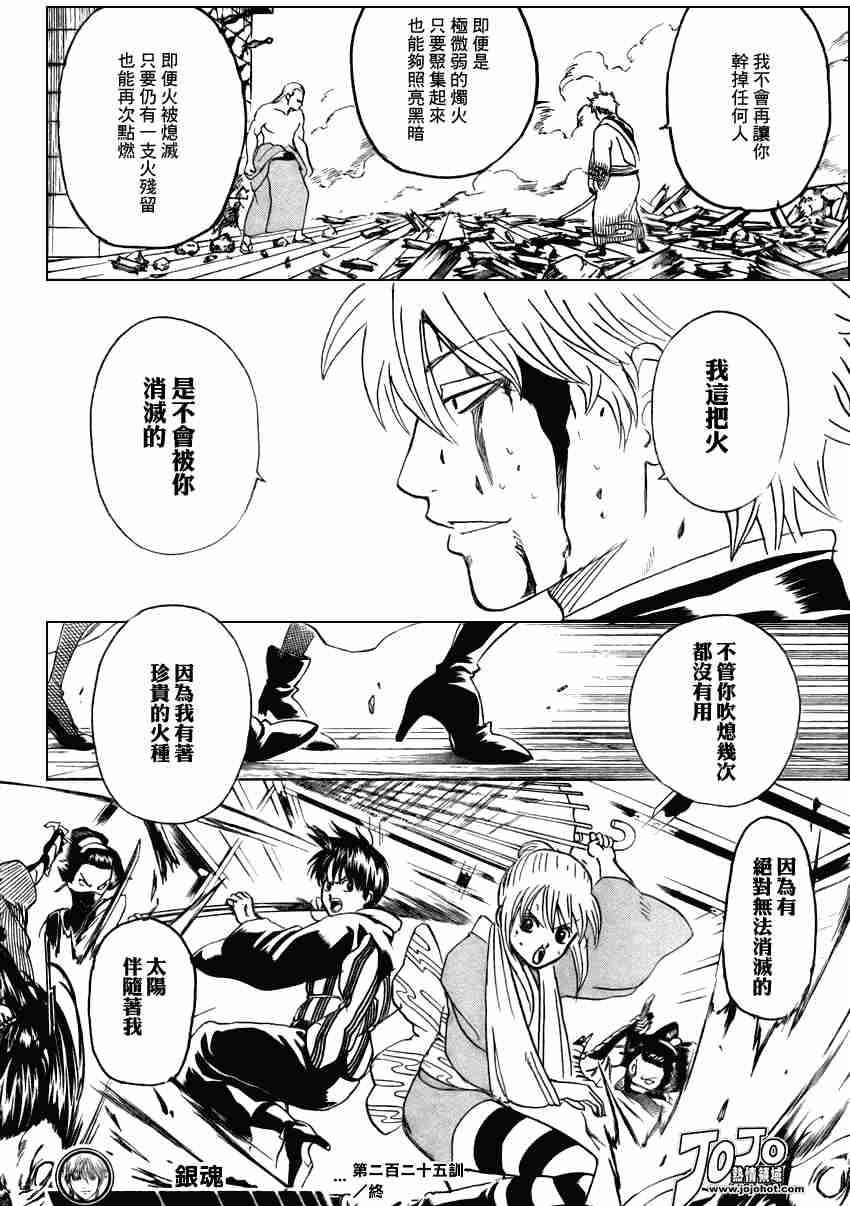 我不會再讓你
幹掉任何人
即便是
極微弱的燭火
只要聚集起來
也能夠照亮黑暗
即便火被熄滅
只要仍有一支火殘留
也能再次點燃
我這把火
是不會被你
消滅的
不管你吹熄幾次
都沒有用
因為我有著
珍貴的火種
因為有
絕對無法消滅的
太陽
伴隨著我
銀魂
... 第二百二十五訓
／終
JOJO
熱情領域
www.jojohot.com